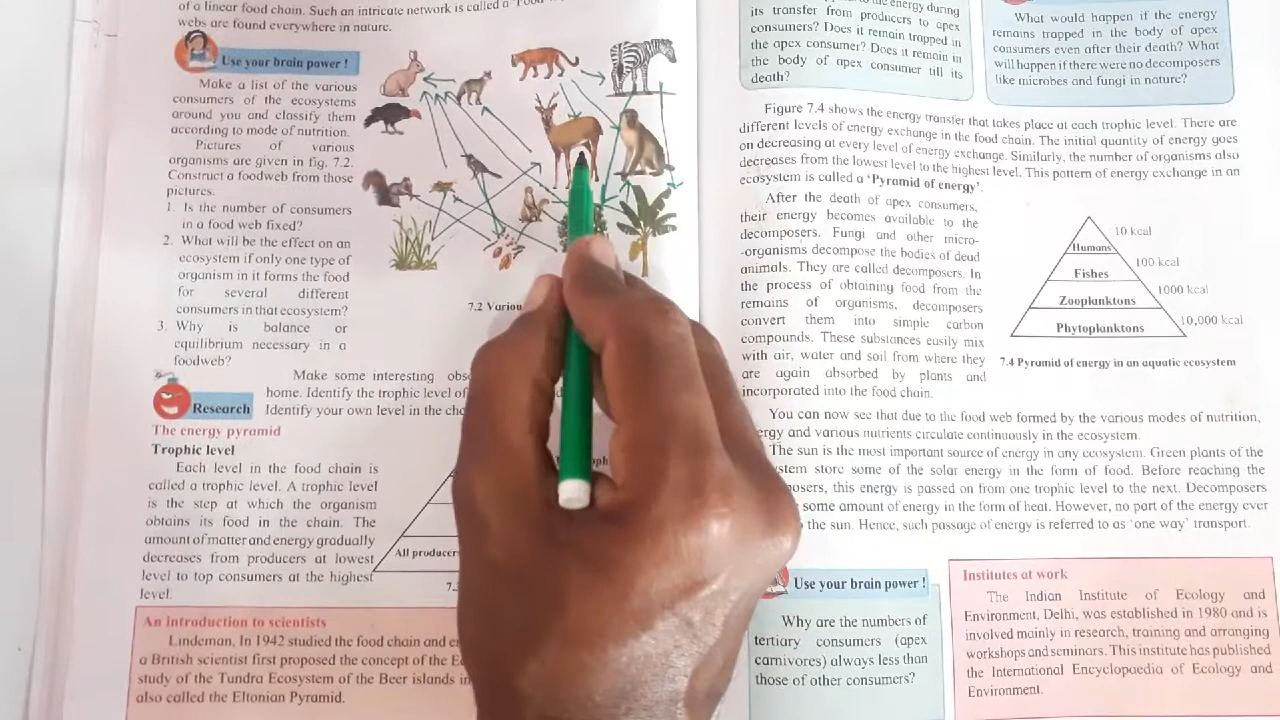 of a linear food chain. Such an intricate network is called a 'Food
webs are found everywhere in nature.
Use your brain power !
Make a list of the various
consumers of the ecosystems
around you and classify them
according to mode of nutrition.
Pictures of various
organisms are given in fig. 7.2.
Construct a foodweb from those
pictures.
1. Is the number of consumers
in a food web fixed?
2. What will be the effect on an
ecosystem if only one type of
organism in it forms the food
for several different
consumers in that ecosystem?
3. Why is balance or
equilibrium necessary in a
foodweb?
7.2 Variou
Make some interesting obs
home. Identify the trophic level of
Research
Identify your own level in the
The energy pyramid
Trophic level
Each level in the food chain is
called a trophic level. A trophic level
is the step at which the organism
obtains its food in the chain. The
amount of matter and energy gradually
decreases from producers at lowest
level to top consumers at the highest
level.
All producer
7.
An introduction to scientists
Lindeman, In 1942 studied the food chain and
a British scientist first proposed the concept of the
study of the Tundra Ecosystem of the Beer islands in
also called the Eltonian Pyramid.
energy during
its transfer from producers to apex
consumers? Does it remain trapped in
the apex consumer? Does it remain in
the body of apex consumer till its
death?
What would happen if the energy
remains trapped in the body of apex
consumers even after their death? What
will happen if there were no decomposers
like microbes and fungi in nature?
Figure 7.4 shows the energy transfer that takes place at each trophic level. There are
different levels of energy exchange in the food chain. The initial quantity of energy goes
on decreasing at every level of energy exchange. Similarly, the number of organisms also
decreases from the lowest level to the highest level. This pattern of energy exchange in an
ecosystem is called a 'Pyramid of energy'.
After the death of apex consumers,
their energy becomes available to the
decomposers. Fungi and other micro-
-organisms decompose the bodies of dead
animals. They are called decomposers. In
the process of obtaining food from the
remains of organisms, decomposers
convert them into simple carbon
compounds. These substances easily mix
with air, water and soil from where they
are again absorbed by plants and
incorporated into the food chain.
10 kcal
Humans
100 kcal
Fishes
1000 kcal
Zooplanktons
10,000 kcal
Phytoplanktons
7.4 Pyramid of energy in an aquatic ecosystem
You can now see that due to the food web formed by the various modes of nutrition,
ergy and various nutrients circulate continuously in the ecosystem.
The sun is the most important source of energy in any ecosystem. Green plants of the
stem store some of the solar energy in the form of food. Before reaching the
posers, this energy is passed on from one trophic level to the next. Decomposers
some amount of energy in the form of heat. However, no part of the energy ever
the sun. Hence, such passage of energy is referred to as 'one way' transport.
Use your brain power !
Why are the numbers of
tertiary consumers (apex
carnivores) always less than
those of other consumers?
Institutes at work
The Indian Institute of Ecology and
Environment, Delhi, was established in 1980 and is
involved mainly in research, training and arranging
workshops and seminars. This institute has published
the International Encyclopaedia of Ecology and
Environment.